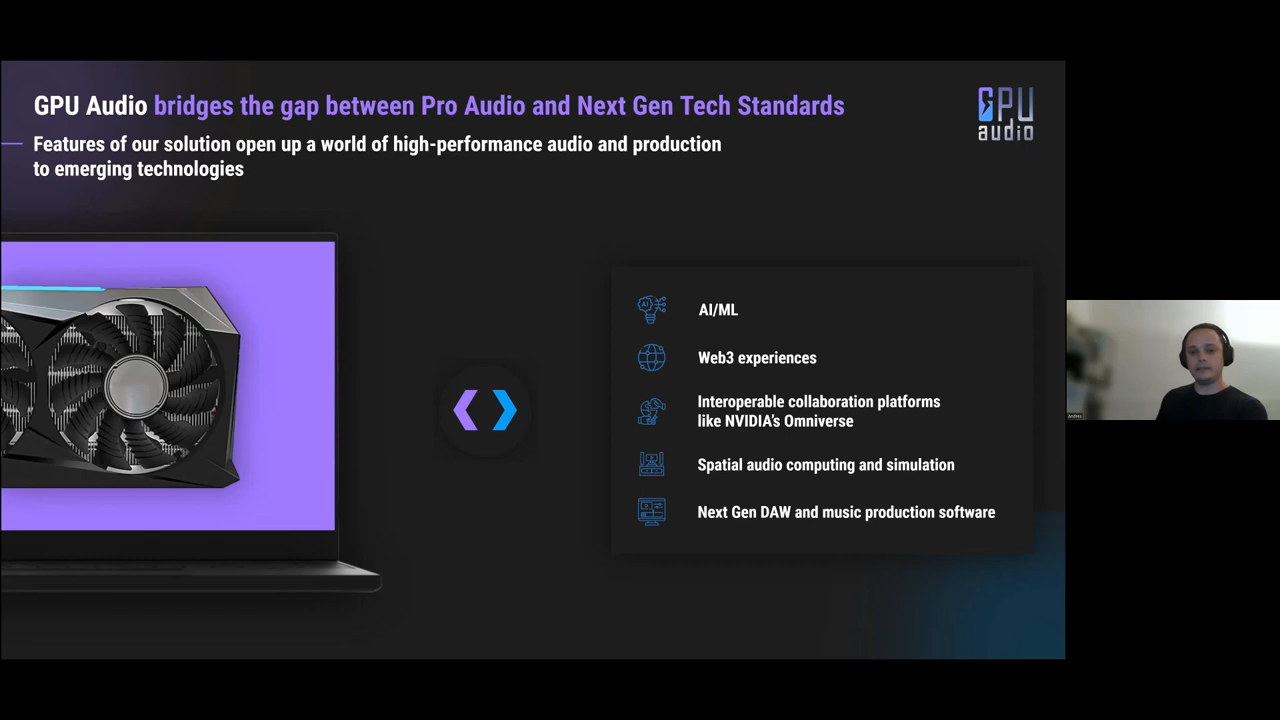 GPU Audio bridges the gap between Pro Audio and Next Gen Tech Standards
Features of our solution open up a world of high-performance audio and production
to emerging technologies
GPU
audio
AI
AI/ML
Web3 experiences
Interoperable collaboration platforms
like NVIDIA's Omniverse
Spatial audio computing and simulation
Next Gen DAW and music production software